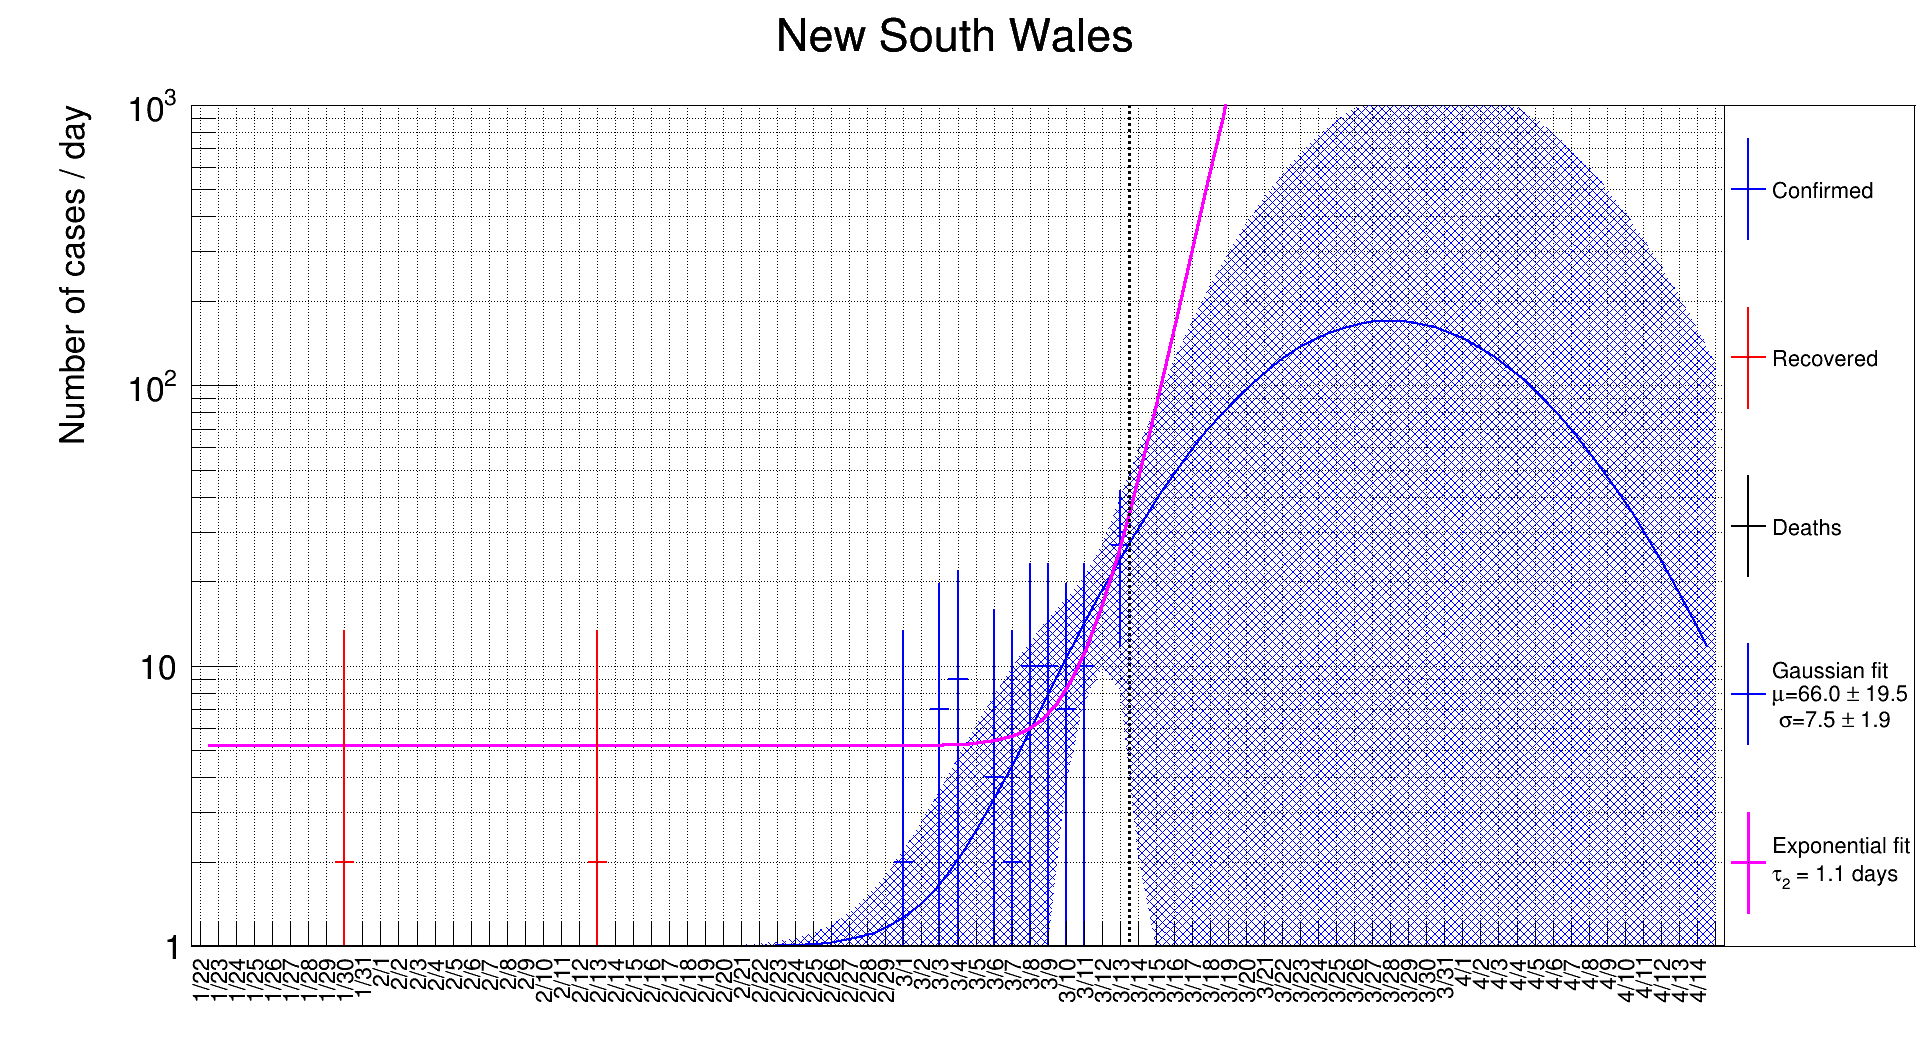 New South Wales
Number of cases / day
10³
10²
10
1
1/22 1/23 1/24 1/25 1/26 1/27 1/28 1/29 1/30 1/31 2/1 2/2 2/3 2/4 2/5 2/6 2/7 2/8 2/9 2/10 2/11 2/12 2/13 2/14 2/15 2/16 2/17 2/18 2/19 2/20 2/21 2/22 2/23 2/24 2/25 2/26 2/27 2/28 2/29 3/1 3/2 3/3 3/4 3/5 3/6 3/7 3/8 3/9 3/10 3/11 3/12 3/13 3/14 3/15 3/16 3/17 3/18 3/19 3/20 3/21 3/22 3/23 3/24 3/25 3/26 3/27 3/28 3/29 3/30 3/31 4/1 4/2 4/3 4/4 4/5 4/6 4/7 4/8 4/9 4/10 4/11 4/12 4/13 4/14
Confirmed
Recovered
Deaths
Gaussian fit
μ=66.0 ± 19.5
σ=7.5 ± 1.9
Exponential fit
τ₂ = 1.1 days